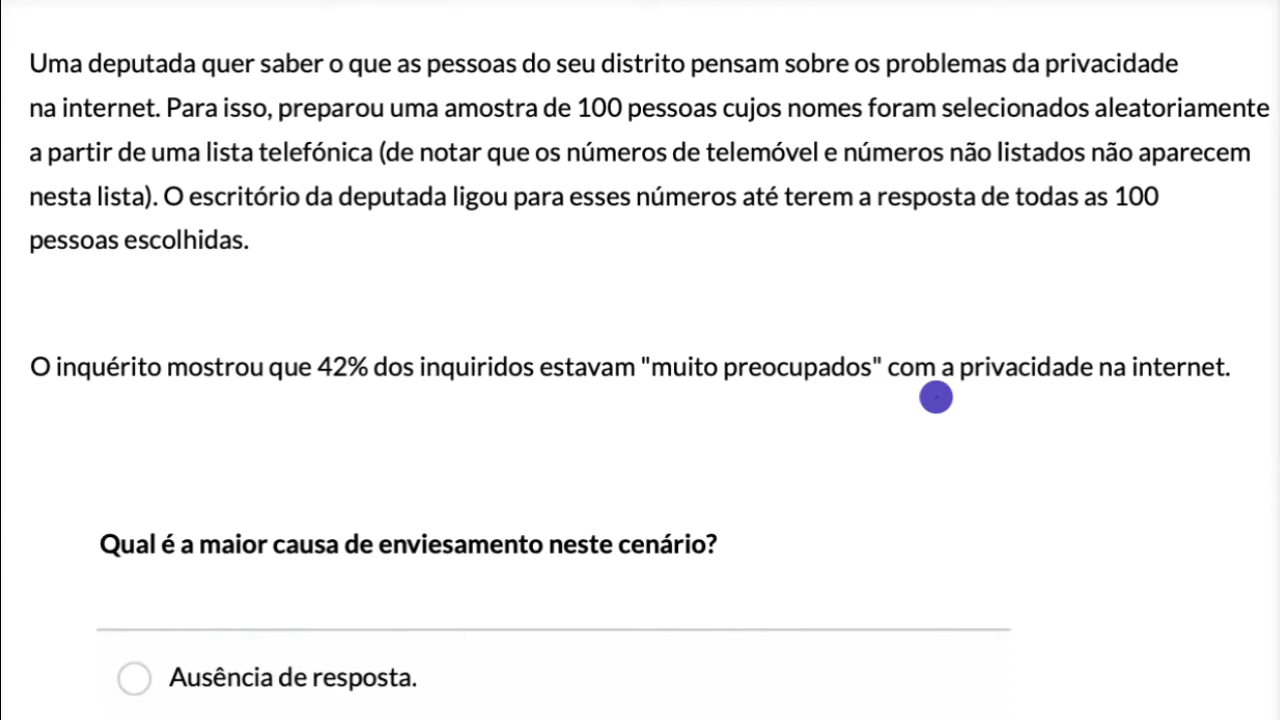 Uma deputada quer saber o que as pessoas do seu distrito pensam sobre os problemas da privacidade
na internet. Para isso, preparou uma amostra de 100 pessoas cujos nomes foram selecionados aleatoriamente
a partir de uma lista telefónica (de notar que os números de telemóvel e números não listados não aparecem
nesta lista). O escritório da deputada ligou para esses números até terem a resposta de todas as 100
pessoas escolhidas.
O inquérito mostrou que 42% dos inquiridos estavam "muito preocupados" com a privacidade na internet.
Qual é a maior causa de enviesamento neste cenário?
Ausência de resposta.